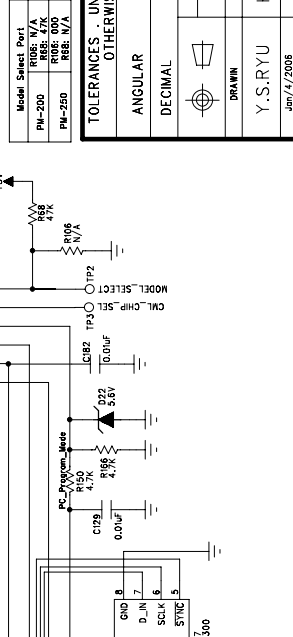 Model Select Port
PM-200
R106: N/A
R68: 47K
PM-250
R106: 000
R68: N/A
TOLERANCES . UN
OTHERWIS
ANGULAR
DECIMAL
DRAWIN
Y.S.RYU
Jan/4/2006
R68
47K
R106
N/A
TP2
MODEL_SELECT
TP3
CML_CHIP_SEL
C182
0.01uF
D22
5.6V
PC_Program_Mode
R150
4.7K
R166
4.7K
C129
0.01uF
8
GND
7
D_IN
6
SCLK
5
SYNC
7
300